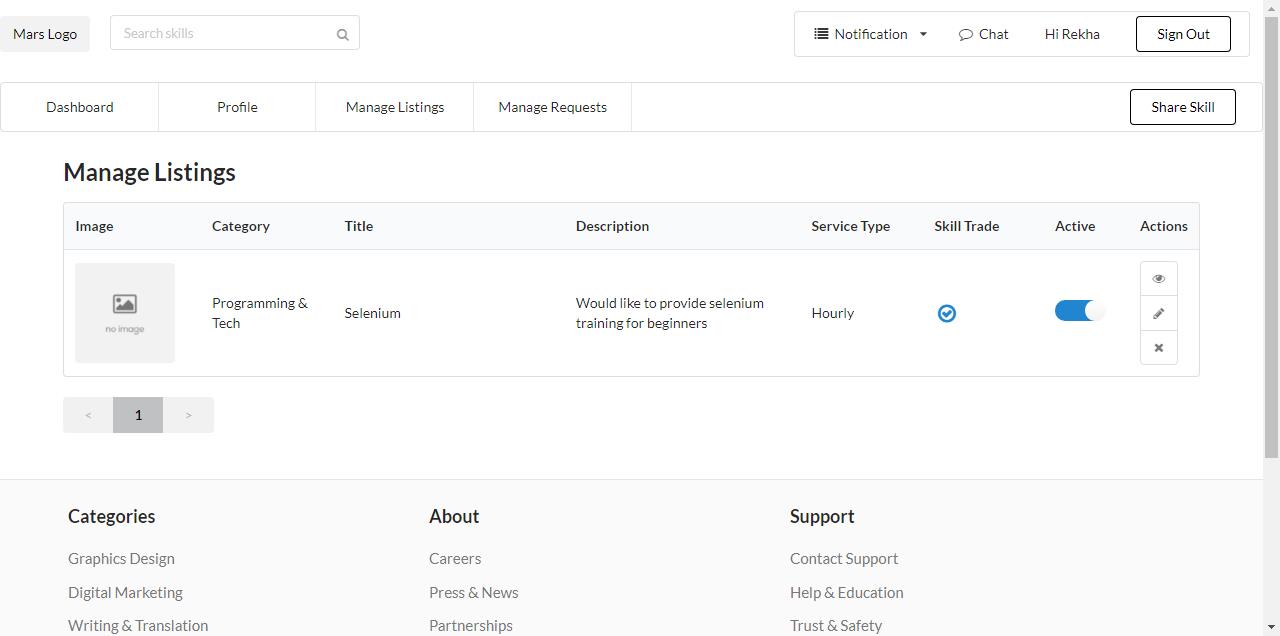 Mars Logo
Search skills
Notification
Chat
Hi Rekha
Sign Out
Dashboard
Profile
Manage Listings
Manage Requests
Share Skill
Manage Listings
Image
Category
Title
Description
Service Type
Skill Trade
Active
Actions
no image
Programming &
Tech
Selenium
Would like to provide selenium
training for beginners
Hourly
< 1 >
Categories
About
Support
Graphics Design
Careers
Contact Support
Digital Marketing
Press & News
Help & Education
Writing & Translation
Partnerships
Trust & Safety